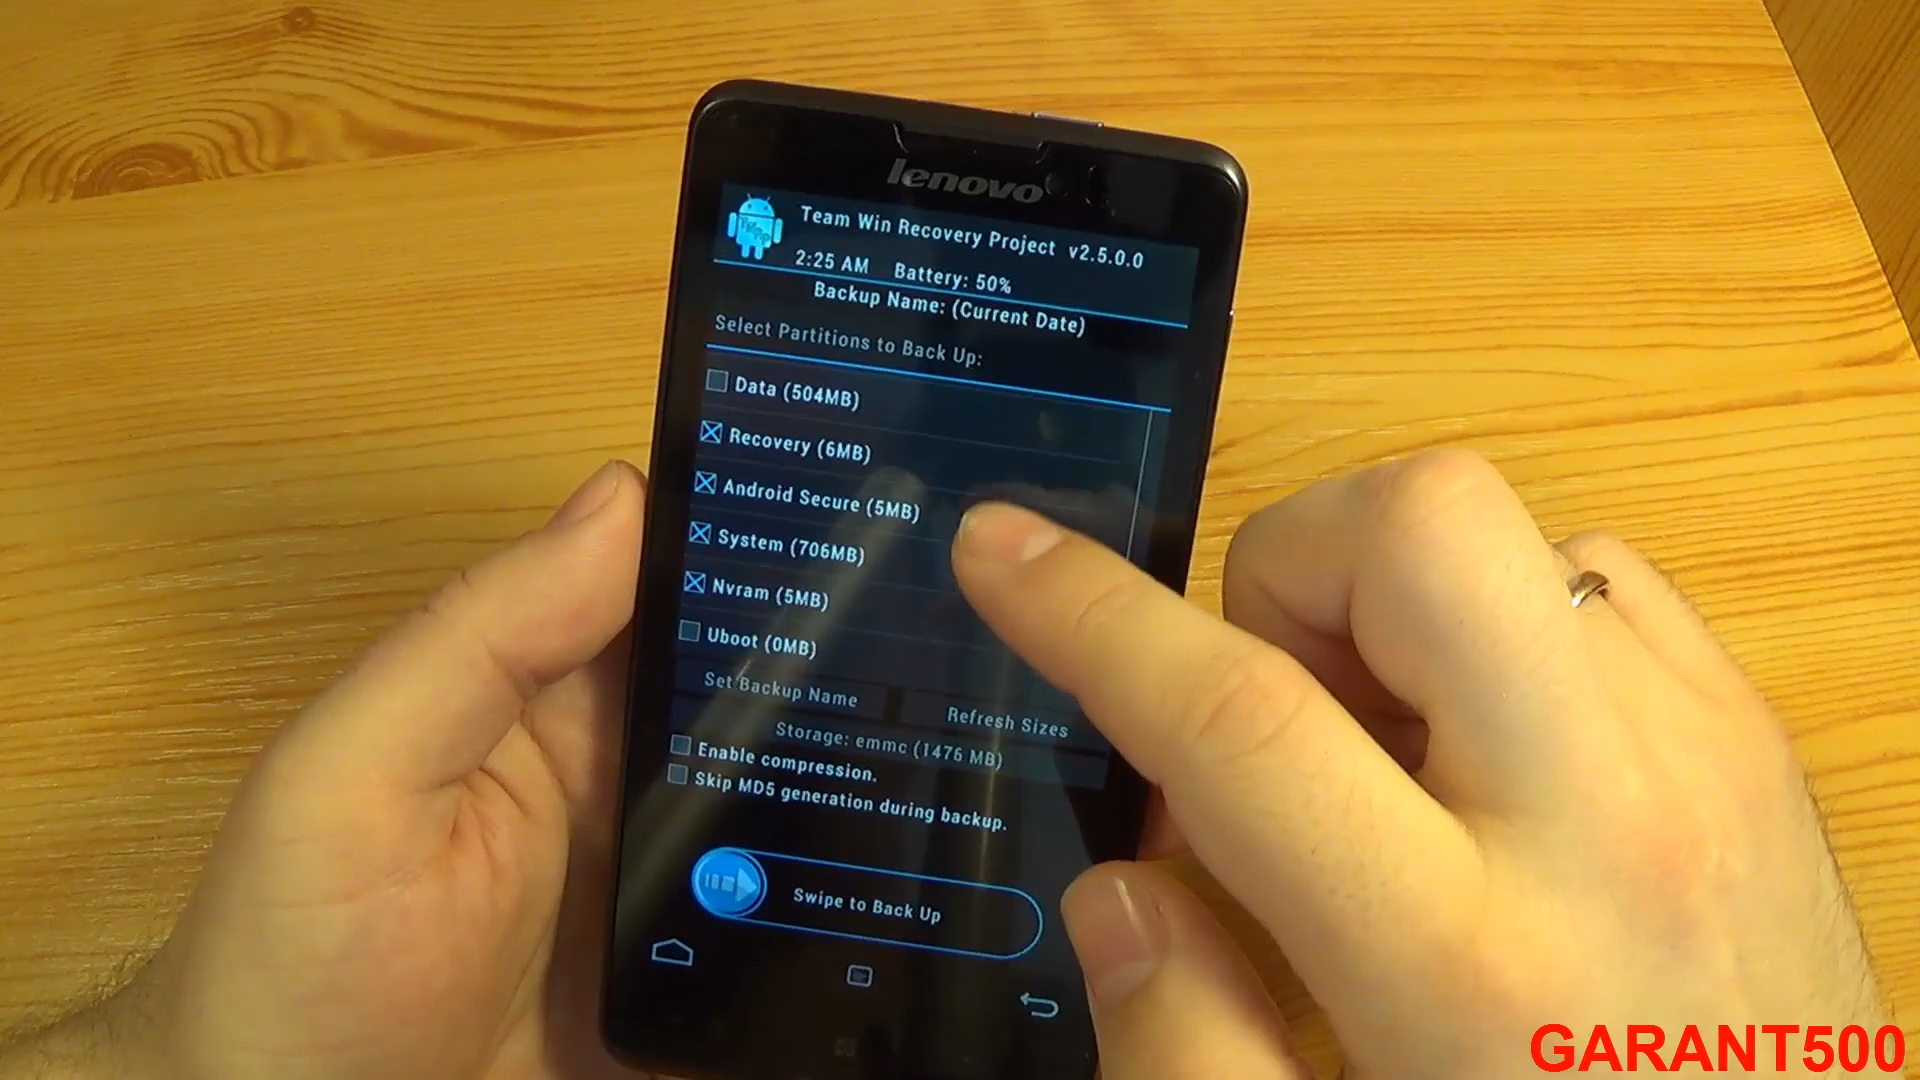 lenovo
Team Win Recovery Project v2.5.0.0
2:25 AM Battery: 50%
Backup Name: (Current Date)
Select Partitions to Back Up:
Data (504MB)
Recovery (6MB)
Android Secure (5MB)
System (706MB)
Nvram (5MB)
Uboot (0MB)
Set Backup Name
Refresh Sizes
Storage: emmc (1476 MB)
Enable compression.
Skip MD5 generation during backup.
Swipe to Back Up
GARANT500